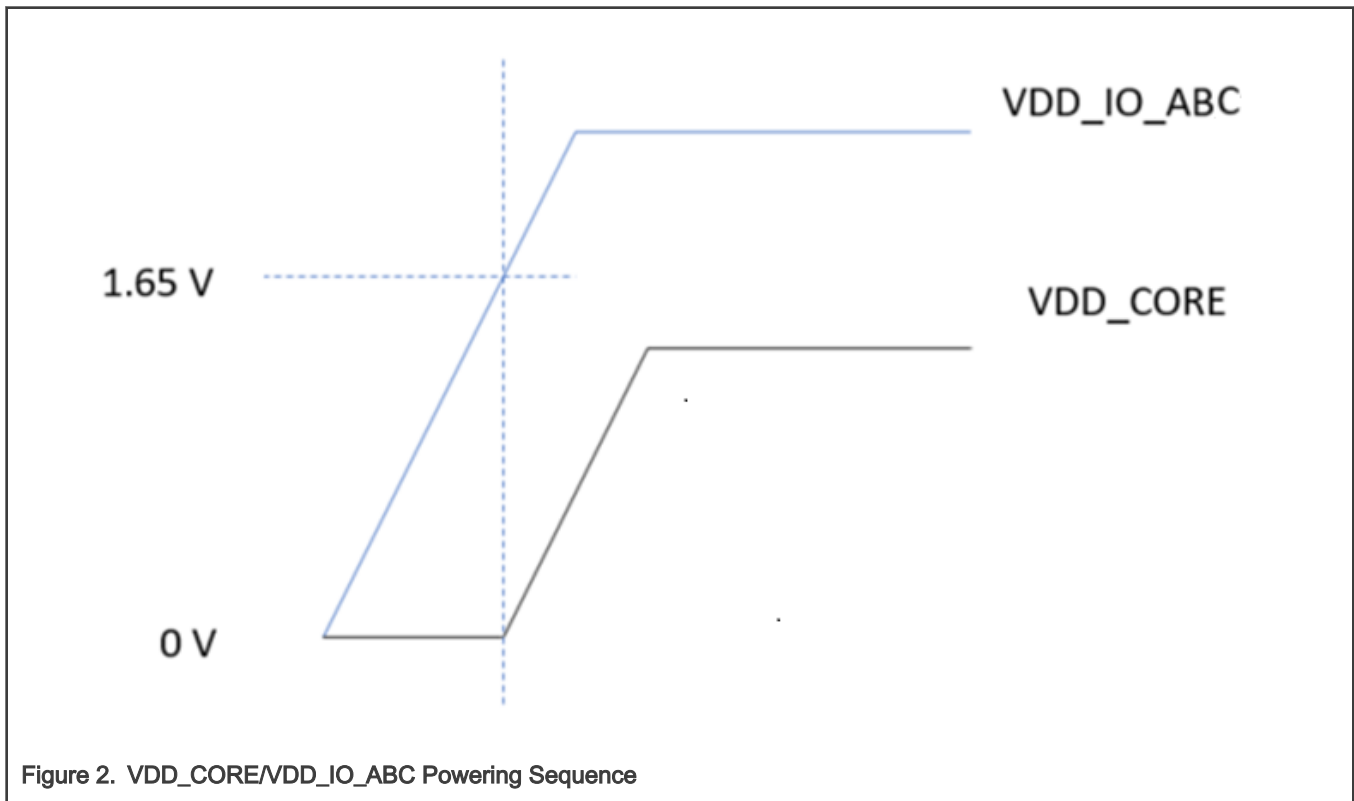 VDD_IO_ABC
1.65 V
VDD_CORE
0 V
Figure 2. VDD_CORE/VDD_IO_ABC Powering Sequence